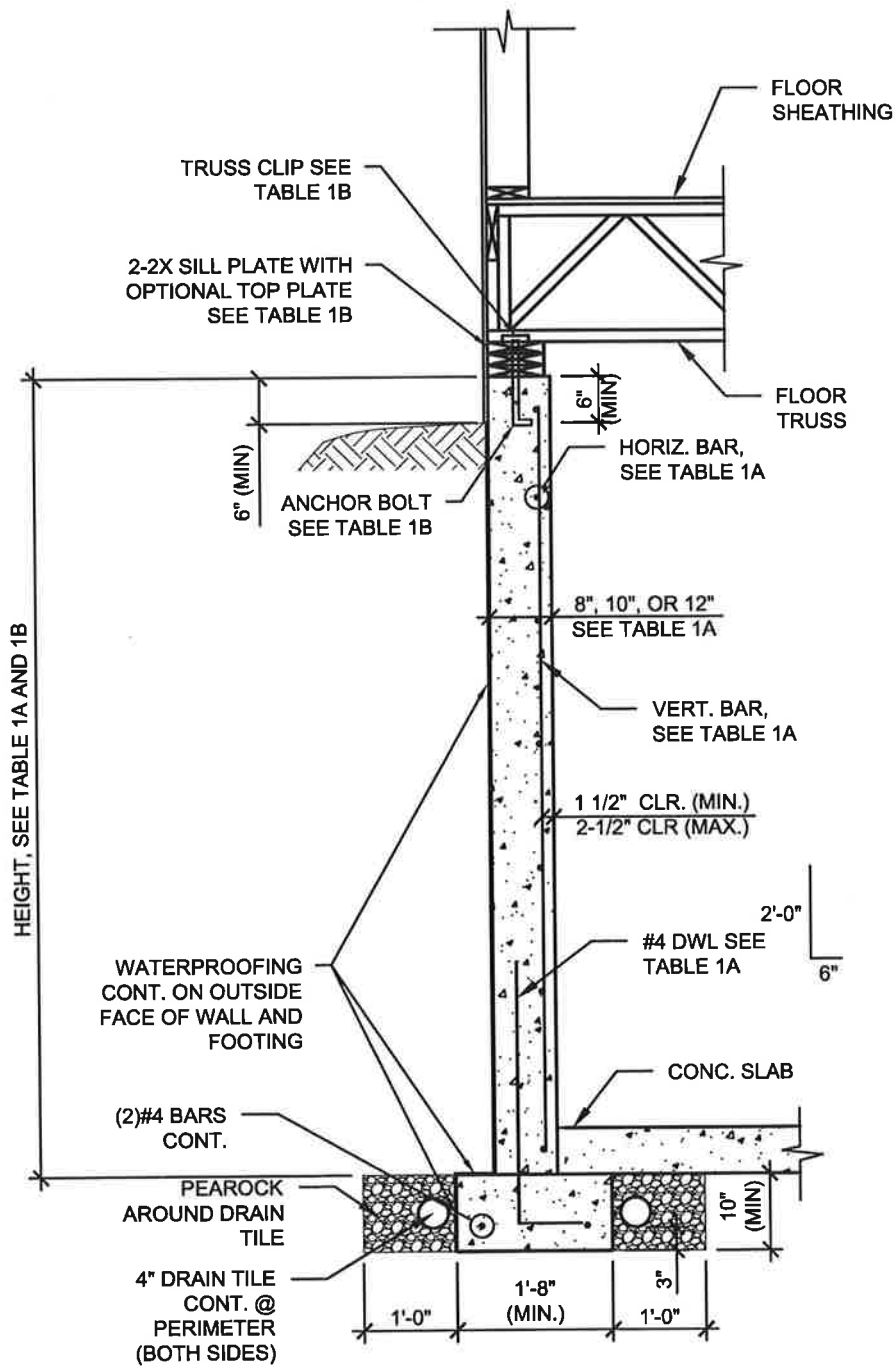 FLOOR
SHEATHING
TRUSS CLIP SEE
TABLE 1B
2-2X SILL PLATE WITH
OPTIONAL TOP PLATE
SEE TABLE 1B
FLOOR
TRUSS
6"
(MIN)
6" (MIN)
HORIZ. BAR,
SEE TABLE 1A
ANCHOR BOLT
SEE TABLE 1B
8", 10", OR 12"
SEE TABLE 1A
HEIGHT, SEE TABLE 1A AND 1B
VERT. BAR,
SEE TABLE 1A
1 1/2" CLR. (MIN.)
2-1/2" CLR (MAX.)
2'-0"
6"
#4 DWL SEE
TABLE 1A
WATERPROOFING
CONT. ON OUTSIDE
FACE OF WALL AND
FOOTING
CONC. SLAB
(2)#4 BARS
CONT.
PEAROCK
AROUND DRAIN
TILE
10"
(MIN)
3"
4" DRAIN TILE
CONT. @
PERIMETER
(BOTH SIDES)
1'-0"
1'-8"
(MIN.)
1'-0"